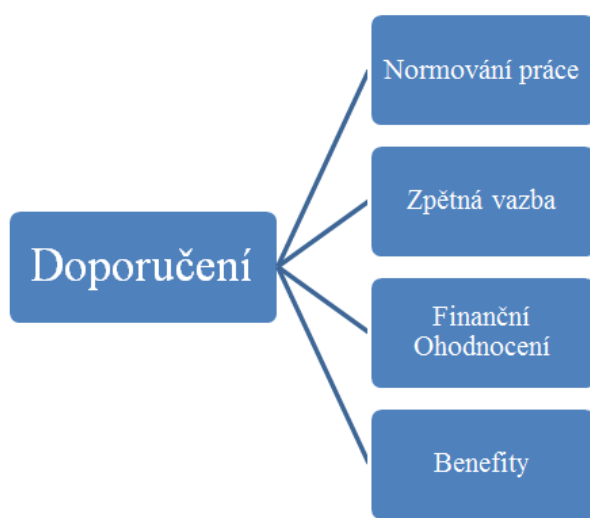 Doporučení
Normování práce
Zpětná vazba
Finanční
Ohodnocení
Benefity